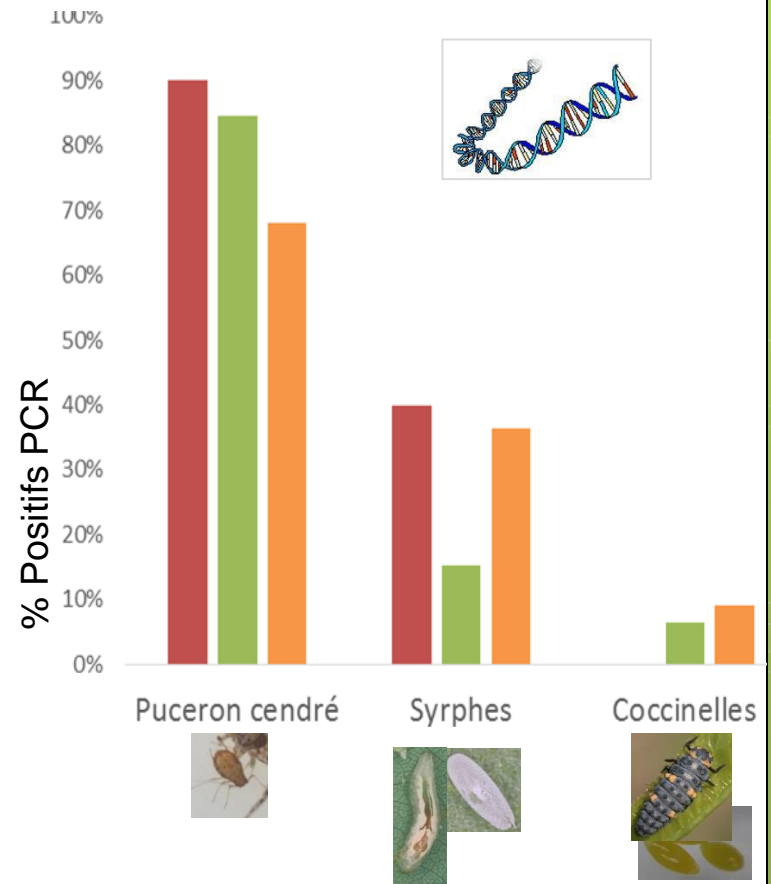 100%
90%
80%
70%
60%
50%
40%
30%
20%
10%
0%
% Positifs PCR
Puceron cendré
Syrphes
Coccinelles